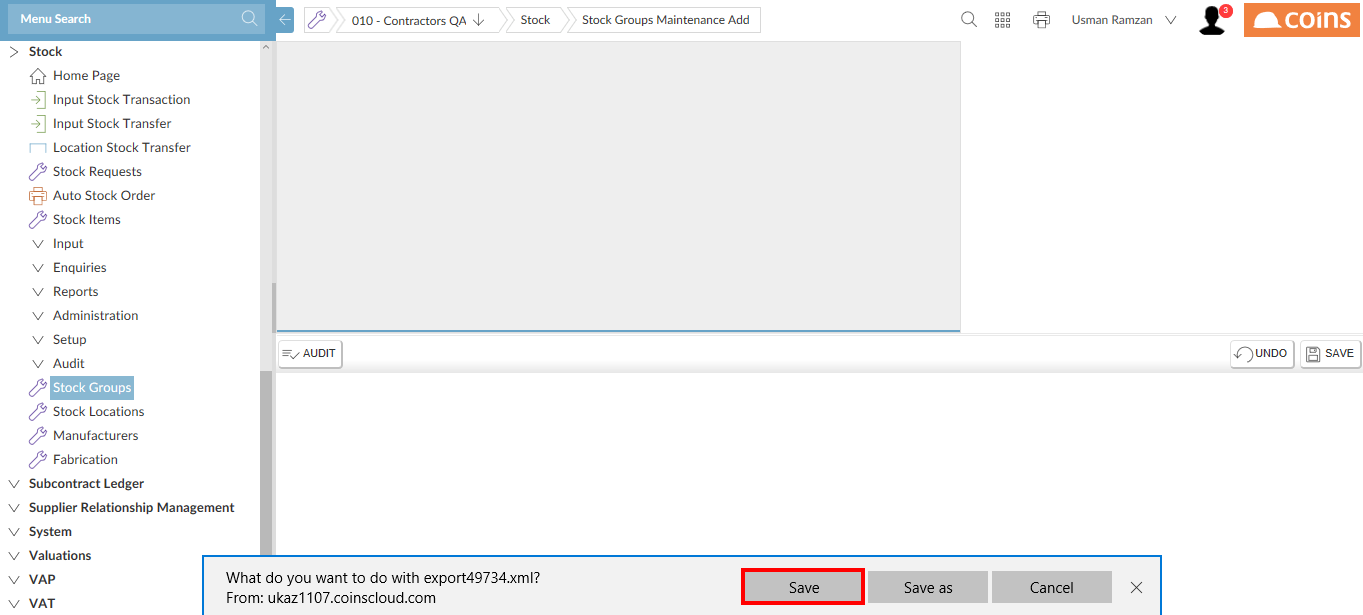 Menu Search
010 - Contractors QA
Stock
Stock Groups Maintenance Add
Usman Ramzan
3
coins
Stock
Home Page
Input Stock Transaction
Input Stock Transfer
Location Stock Transfer
Stock Requests
Auto Stock Order
Stock Items
Input
Enquiries
Reports
Administration
Setup
Audit
Stock Groups
Stock Locations
Manufacturers
Fabrication
Subcontract Ledger
Supplier Relationship Management
System
Valuations
VAP
VAT
AUDIT
UNDO
SAVE
What do you want to do with export49734.xml?
From: ukaz1107.coinscloud.com
Save
Save as
Cancel